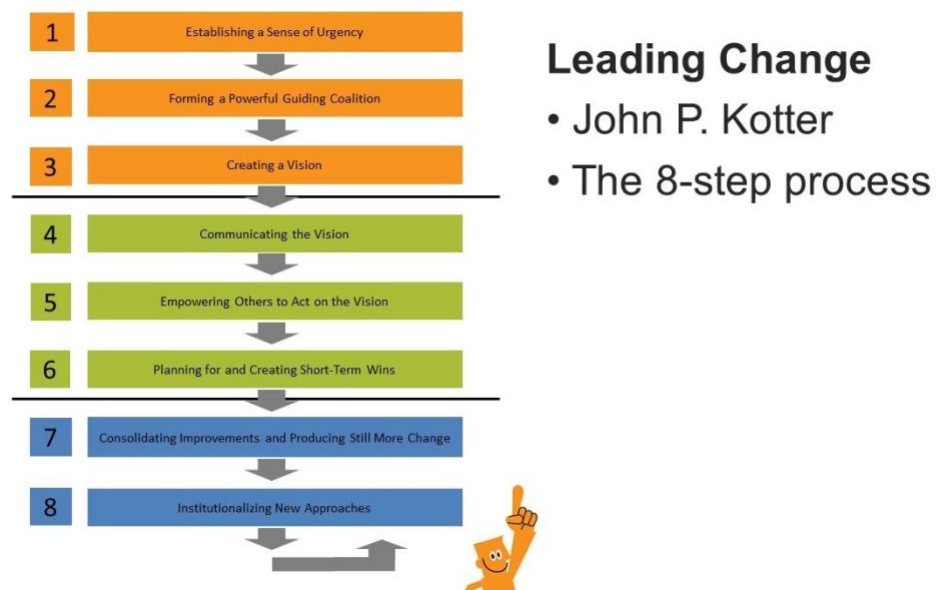 1 Establishing a Sense of Urgency
2 Forming a Powerful Guiding Coalition
3 Creating a Vision
4 Communicating the Vision
5 Empowering Others to Act on the Vision
6 Planning for and Creating Short-Term Wins
7 Consolidating Improvements and Producing Still More Change
8 Institutionalizing New Approaches
Leading Change
• John P. Kotter
• The 8-step process